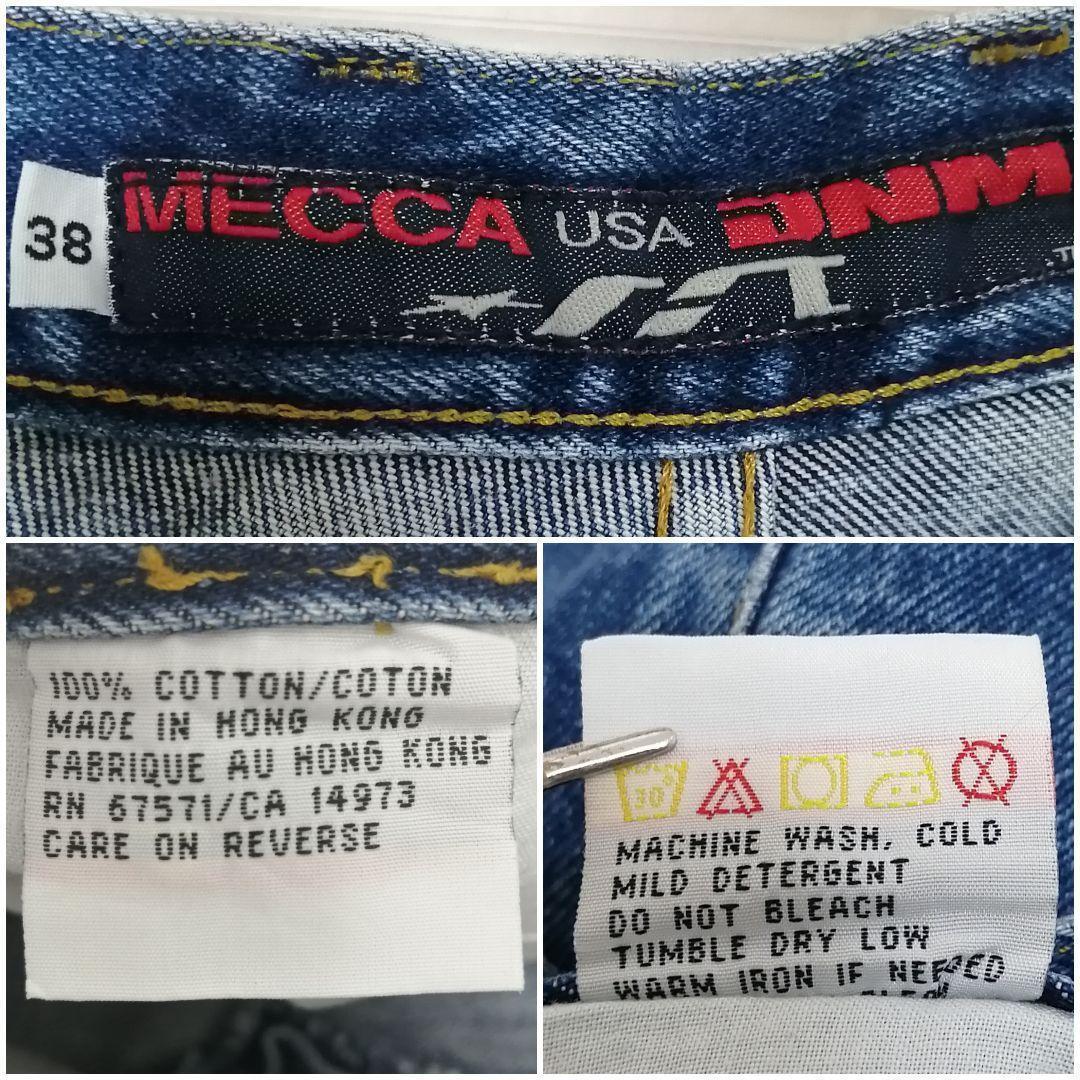 38
MECCA USA DNM
100% COTTON/COTON
MADE IN HONG KONG
FABRIQUE AU HONG KONG
RN 67571/CA 14973
CARE ON REVERSE
30
MACHINE WASH, COLD
MILD DETERGENT
DO NOT BLEACH
TUMBLE DRY LOW
WARM IRON IF NEEDED